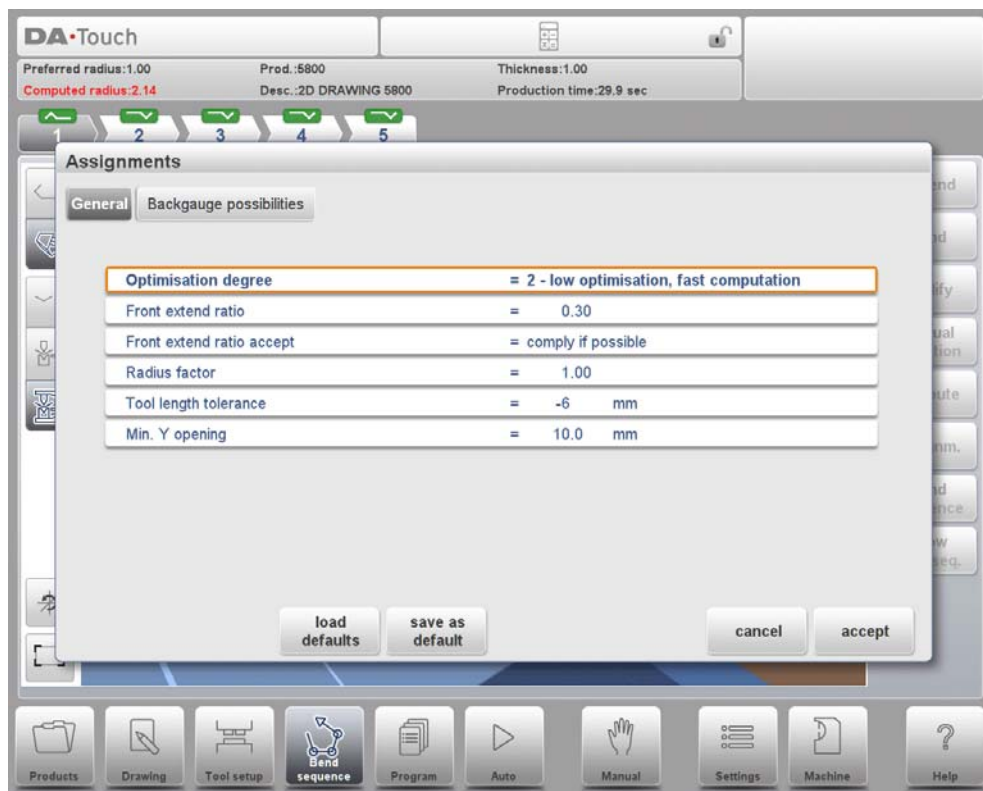 DA•Touch
Preferred radius:1.00 Prod.:5800 Thickness:1.00
Computed radius:2.14 Desc.:2D DRAWING 5800 Production time:29.9 sec
1 2 3 4 5
Assignments
General Backgauge possibilities
Optimisation degree = 2 - low optimisation, fast computation
Front extend ratio = 0.30
Front extend ratio accept = comply if possible
Radius factor = 1.00
Tool length tolerance = -6 mm
Min. Y opening = 10.0 mm
load defaults
save as default
cancel accept
Products Drawing Tool setup Bend sequence Program Auto Manual Settings Machine Help